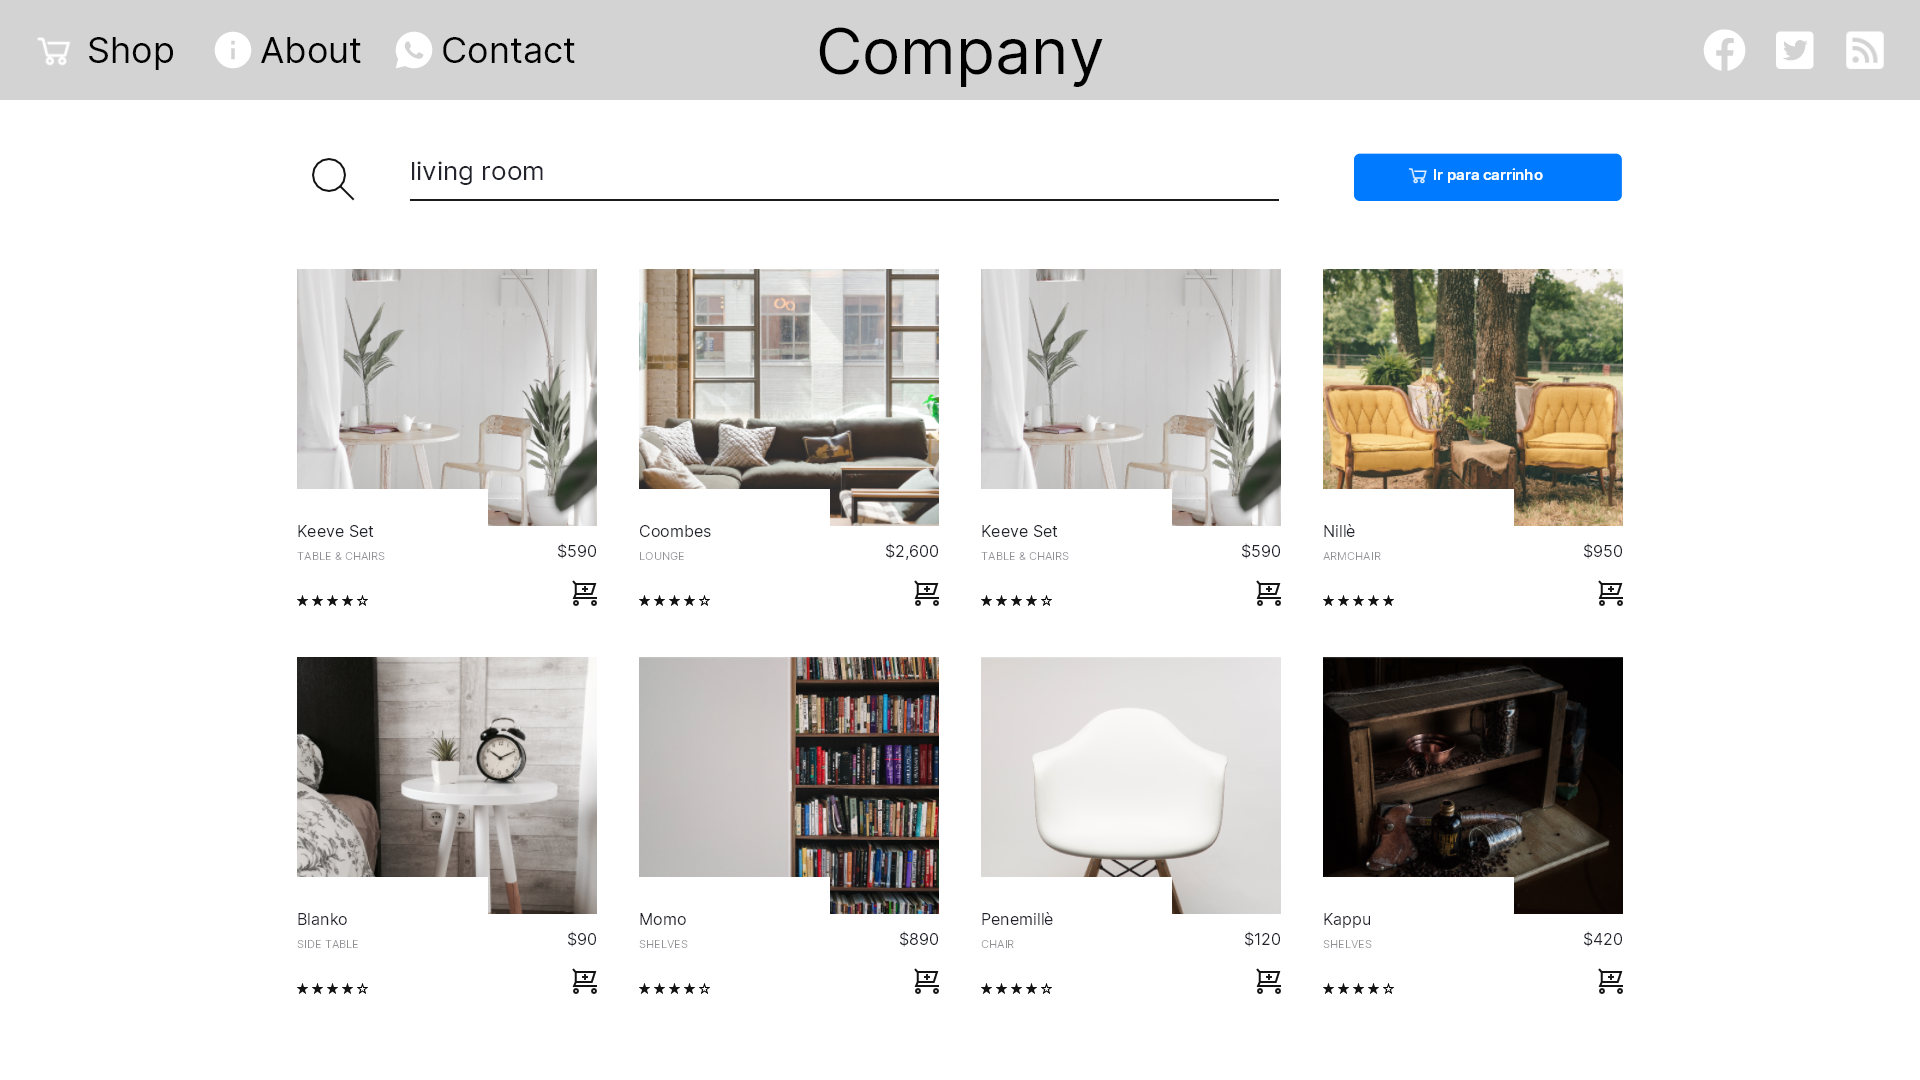 Shop About Contact Company
living room
Ir para carrinho
Keeve Set
TABLE & CHAIRS
$590
Coombes
LOUNGE
$2,600
Keeve Set
TABLE & CHAIRS
$590
Nillè
ARMCHAIR
$950
Blanko
SIDE TABLE
$90
Momo
SHELVES
$890
Penemillè
CHAIR
$120
Kappu
SHELVES
$420